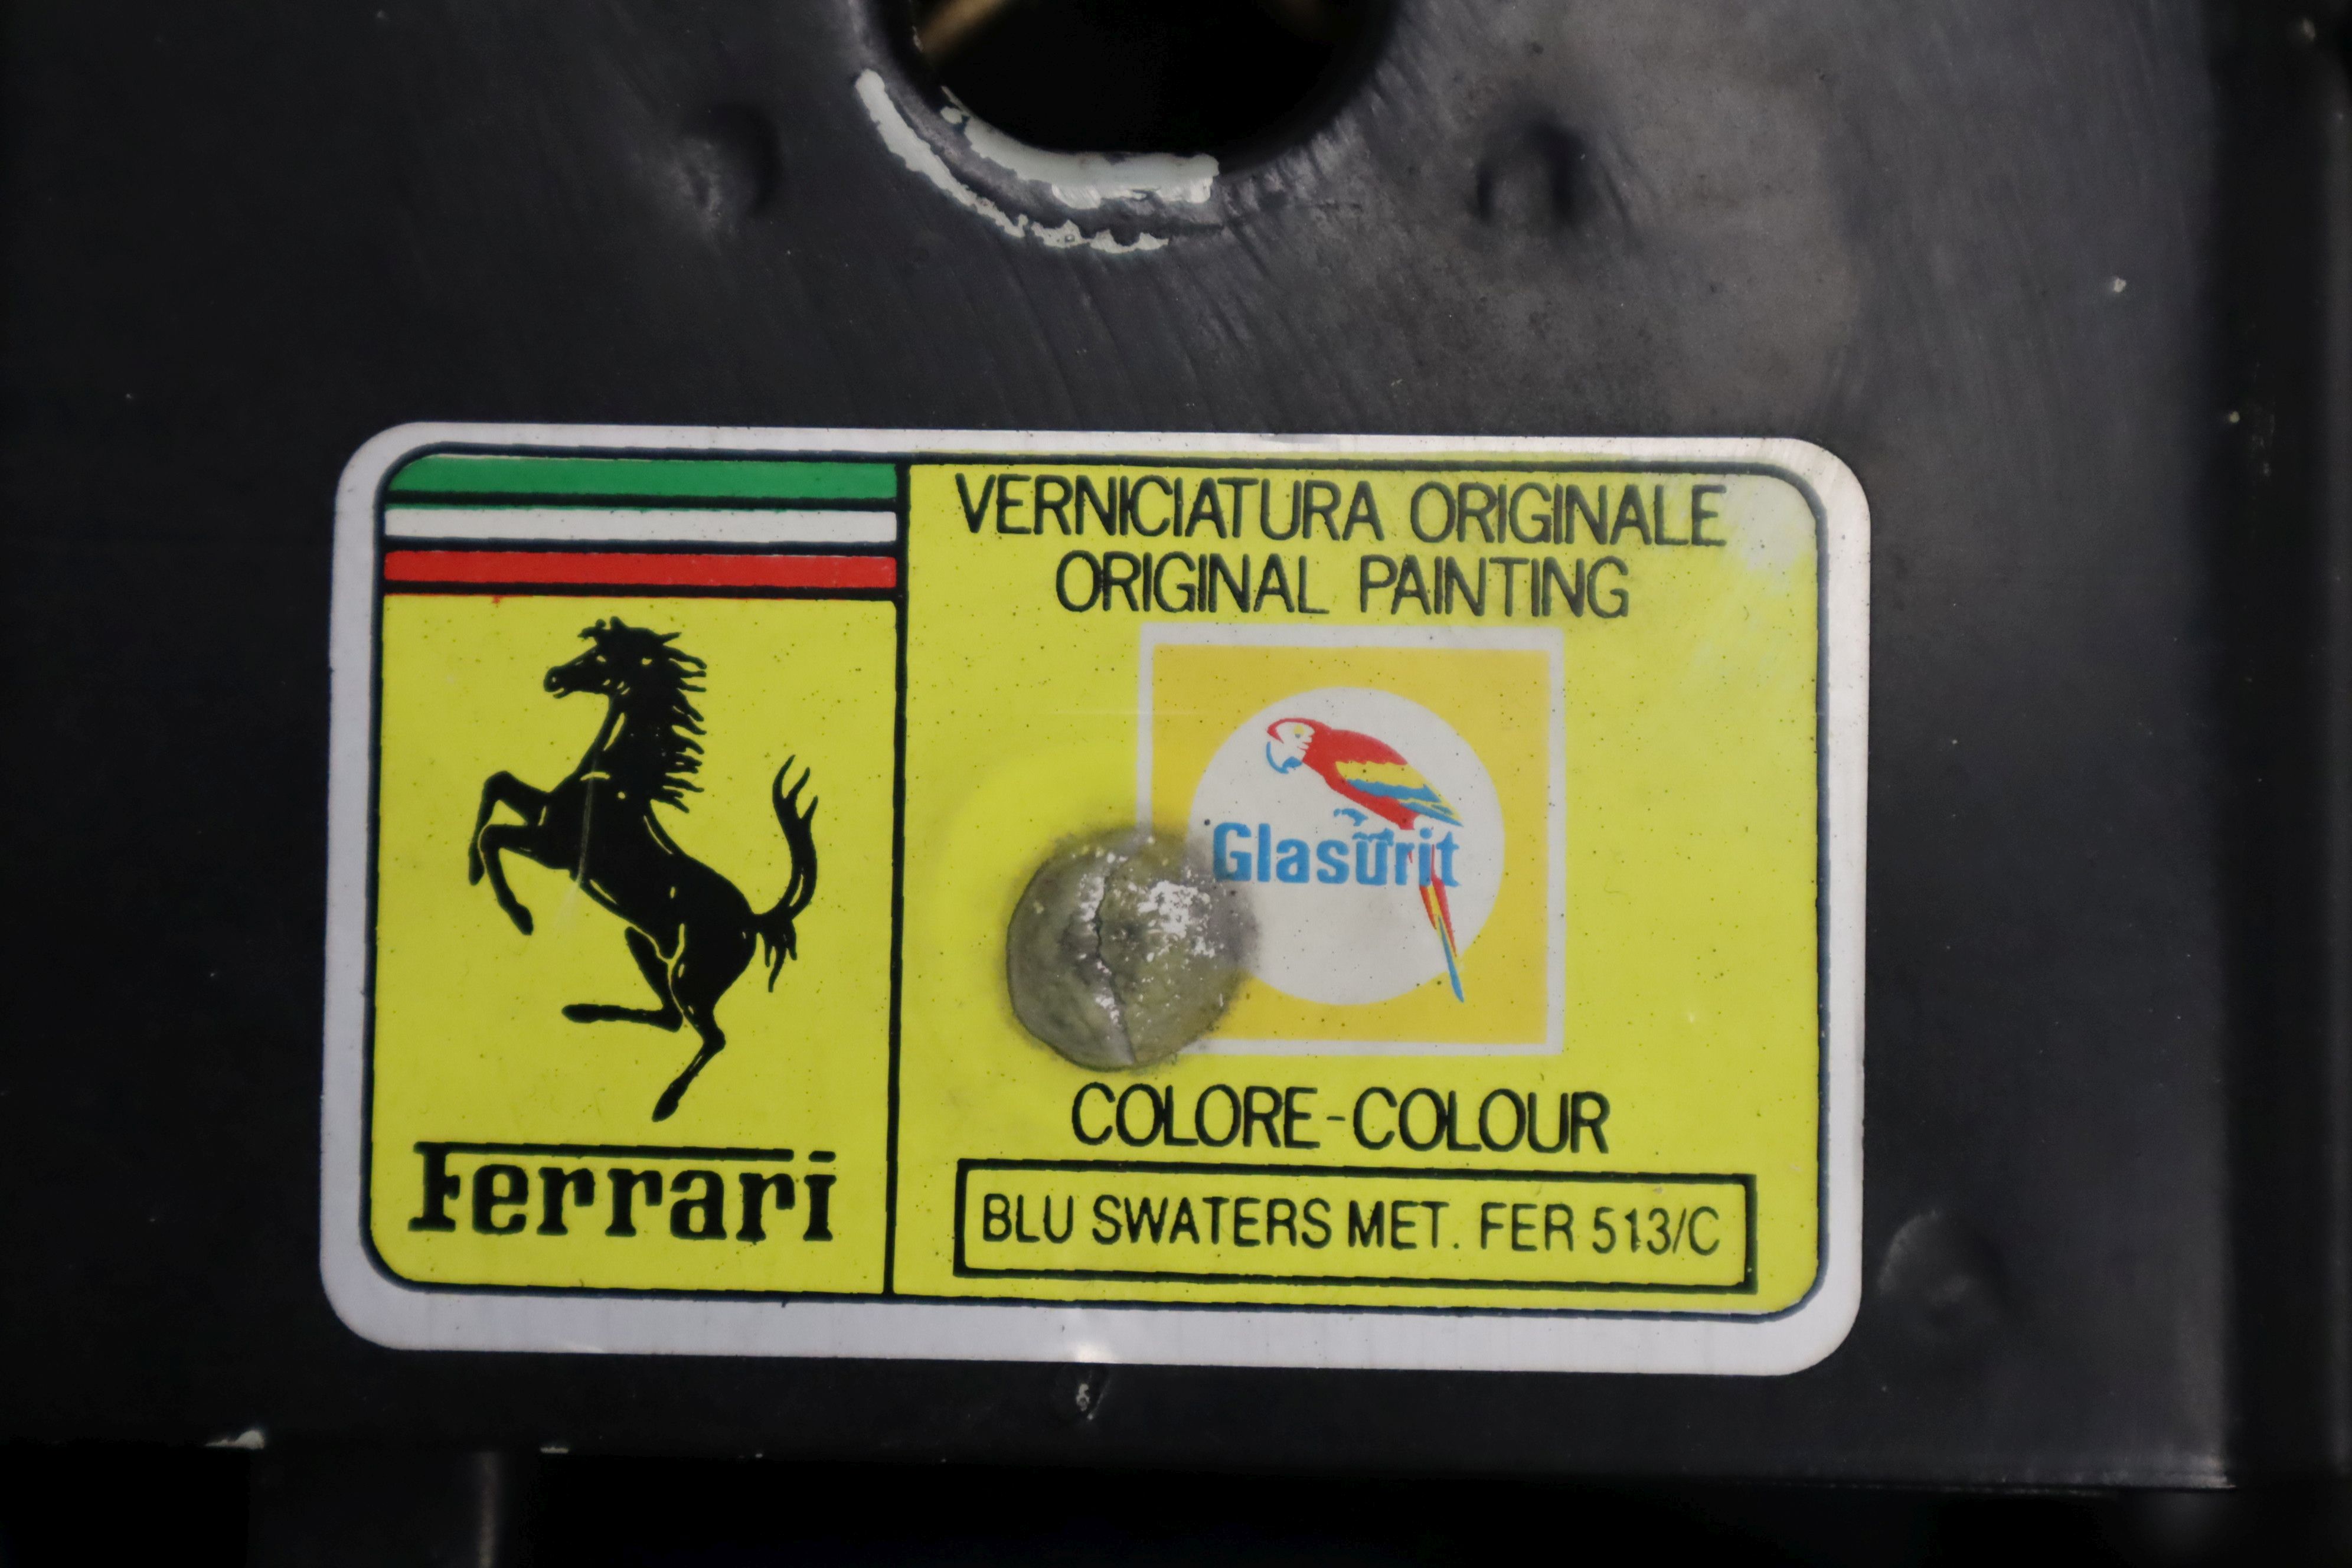 VERNICIATURA ORIGINALE
ORIGINAL PAINTING
Glasurit
COLORE-COLOUR
BLU SWATERS MET. FER 513/C
Ferrari